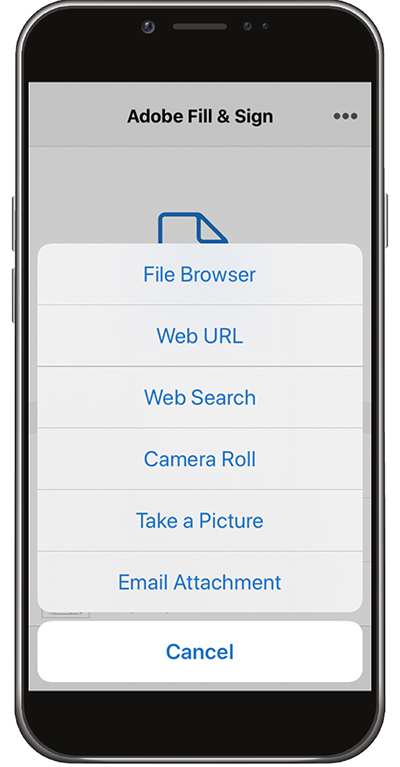 Adobe Fill & Sign
File Browser
Web URL
Web Search
Camera Roll
Take a Picture
Email Attachment
Cancel